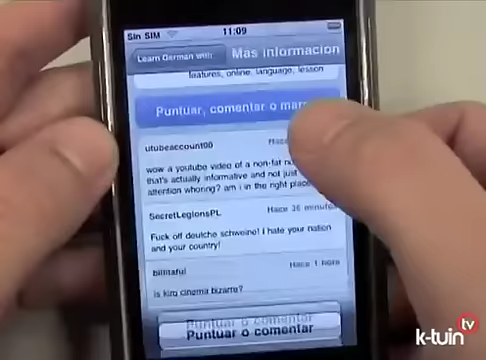 Sin SIM 11:09
Learn German with Mas informacion
features, online, language, lesson
Puntuar, comentar o marc
utubeaccount00 Hace
wow a youtube video of a non-fat
that's actually informative and not just
attention whoring? am i in the right place
SecretLegionsPL Hace 36 minutos
Fuck off deutche schweine! I hate your nation
and your country!
Hace 1 hora
is kiro cinema bizarre?
Puntuar o comentar
Puntuar o comentar
k-tuin tv